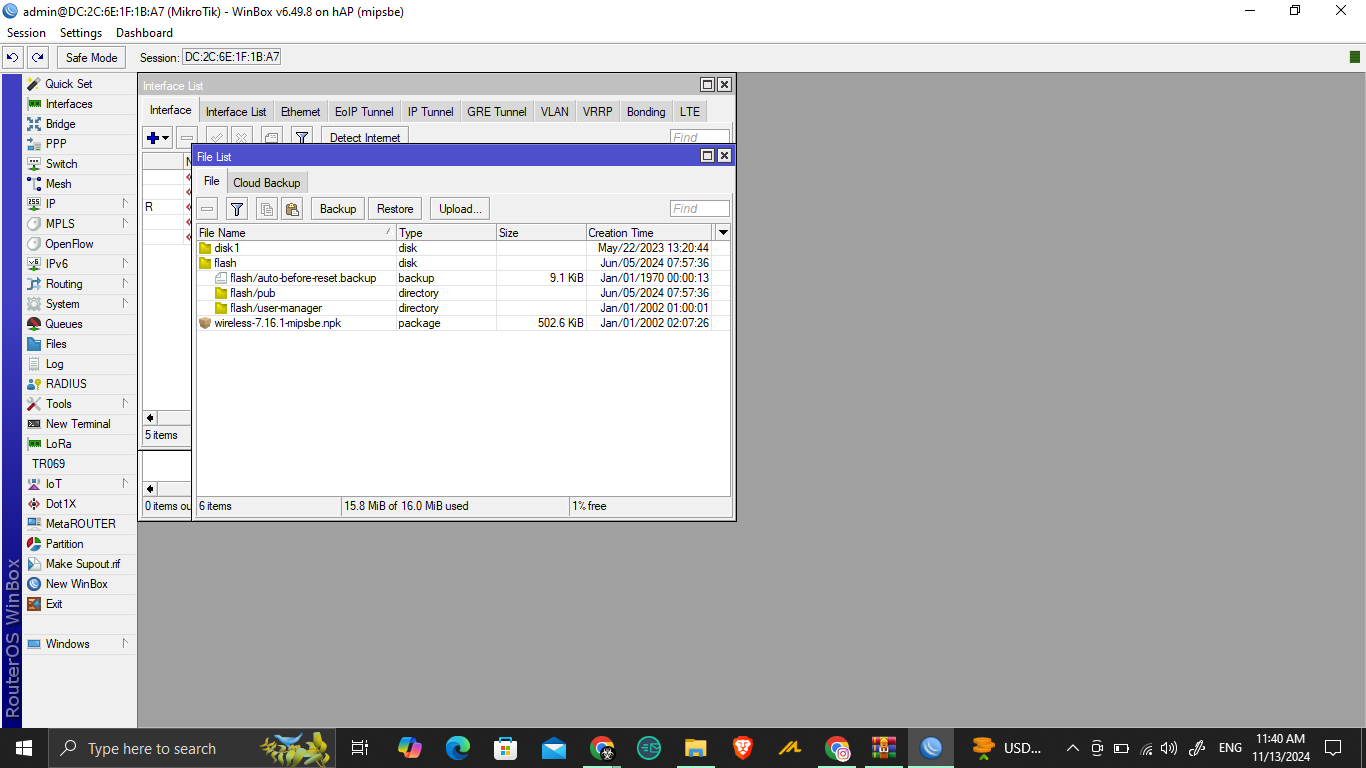 admin@DC:2C:6E:1F:1B:A7 (MikroTik) - WinBox v6.49.8 on hAP (mipsbe)
Session Settings Dashboard
Safe Mode Session: DC:2C:6E:1F:1B:A7
Quick Set
Interfaces
Bridge
PPP
Switch
Mesh
IP
MPLS
OpenFlow
IPv6
Routing
System
Queues
Files
Log
RADIUS
Tools
New Terminal
LoRa
TR069
IoT
Dot1X
MetaROUTER
Partition
Make Supout.rif
New WinBox
Exit
Windows
RouterOS WinBox
Interface List
Interface Interface List Ethernet EoIP Tunnel IP Tunnel GRE Tunnel VLAN VRRP Bonding LTE
Detect Internet Find
R
5 items
0 items ou
File List
File Cloud Backup
Backup Restore Upload... Find
File Name Type Size Creation Time
disk1 disk May/22/2023 13:20:44
flash disk Jun/05/2024 07:57:36
flash/auto-before-reset.backup backup 9.1 KiB Jan/01/1970 00:00:13
flash/pub directory Jun/05/2024 07:57:36
flash/user-manager directory Jan/01/2002 01:00:01
wireless-7.16.1-mipsbe.npk package 502.6 KiB Jan/01/2002 02:07:26
6 items 15.8 MiB of 16.0 MiB used 1% free
Type here to search
USD...
ENG
11:40 AM
11/13/2024